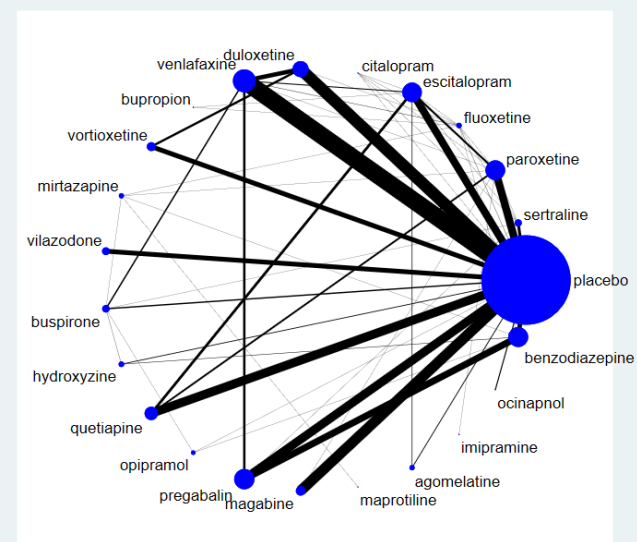 duloxetine
citalopram
venlafaxine
escitalopram
bupropion
fluoxetine
vortioxetine
paroxetine
mirtazapine
sertraline
vilazodone
placebo
buspirone
benzodiazepine
hydroxyzine
ocinapnol
quetiapine
imipramine
opipramol
agomelatine
pregabalin
magabine
maprotiline